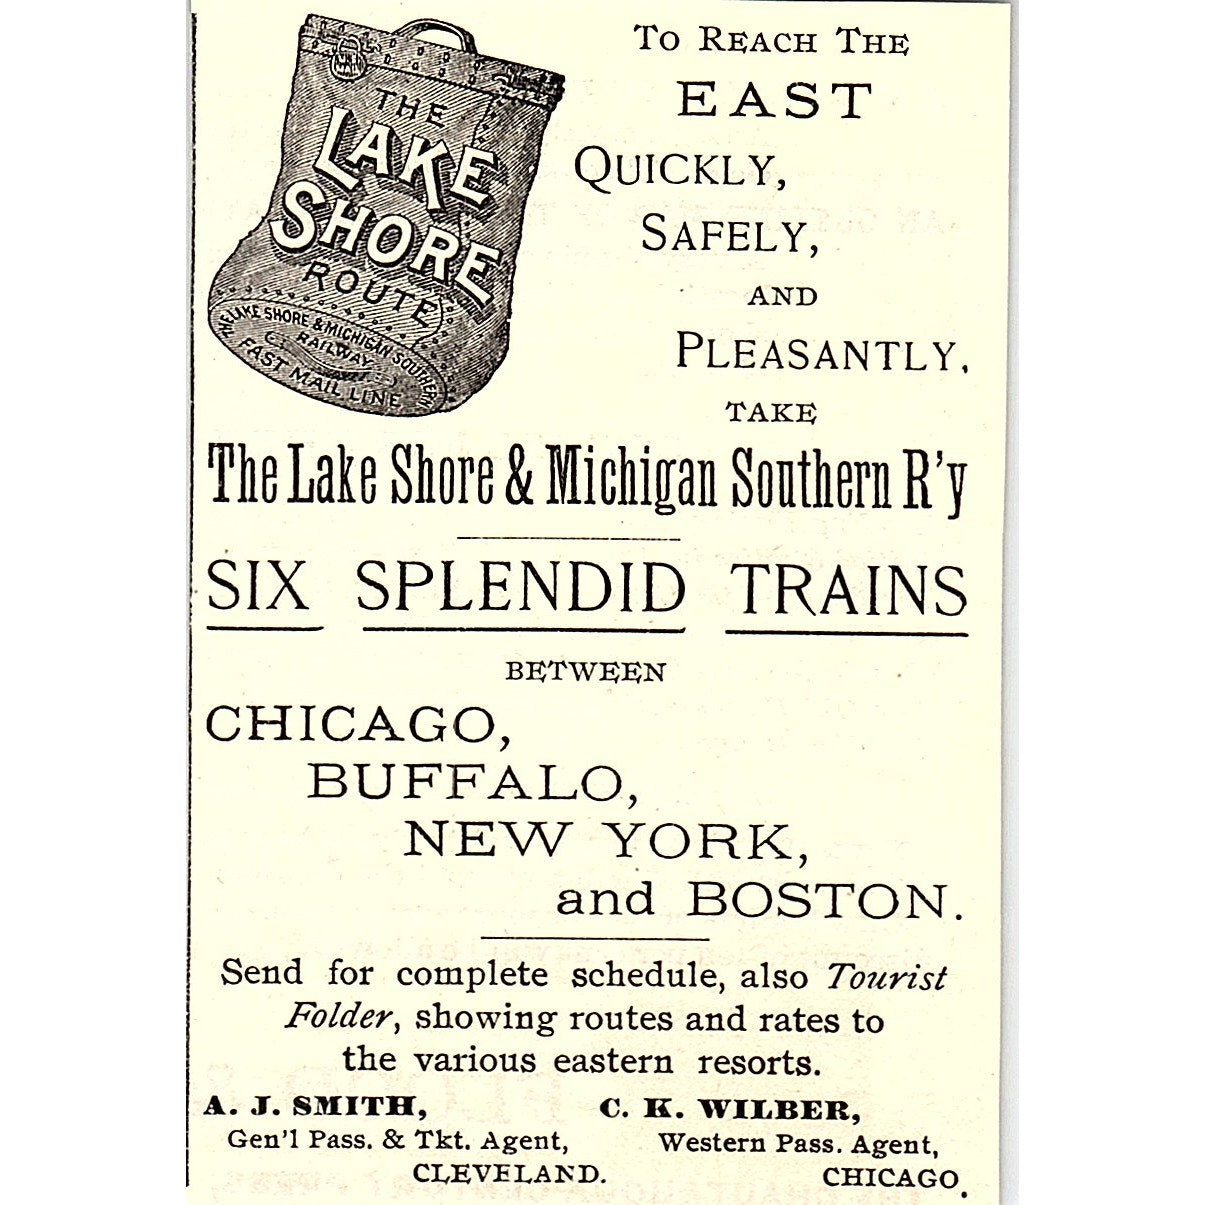 THE
LAKE
SHORE
ROUTE
THE LAKE SHORE & MICHIGAN SOUTHERN
RAILWAY
FAST MAIL LINE
TO REACH THE
EAST
QUICKLY,
SAFELY,
AND
PLEASANTLY,
TAKE
The Lake Shore & Michigan Southern R'y
SIX SPLENDID TRAINS
BETWEEN
CHICAGO,
BUFFALO,
NEW YORK,
and BOSTON.
Send for complete schedule, also Tourist
Folder, showing routes and rates to
the various eastern resorts.
A. J. SMITH,
Gen'l Pass. & Tkt. Agent,
CLEVELAND.
C. K. WILBER,
Western Pass. Agent,
CHICAGO.